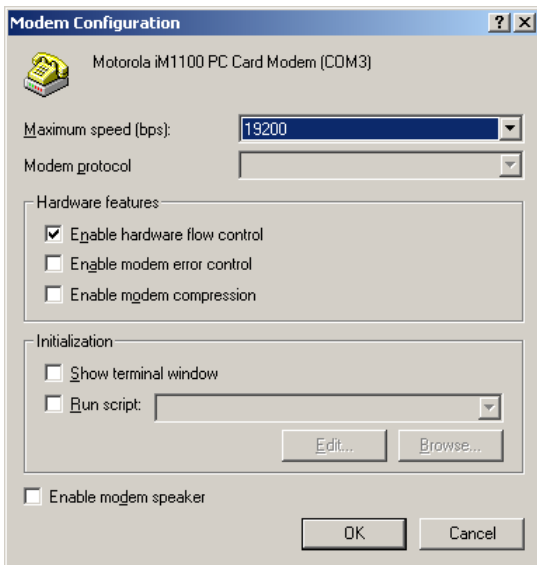 Modem Configuration
Motorola iM1100 PC Card Modem (COM3)
Maximum speed (bps): 19200
Modem protocol
Hardware features
Enable hardware flow control
Enable modem error control
Enable modem compression
Initialization
Show terminal window
Run script:
Edit... Browse...
Enable modem speaker
OK Cancel